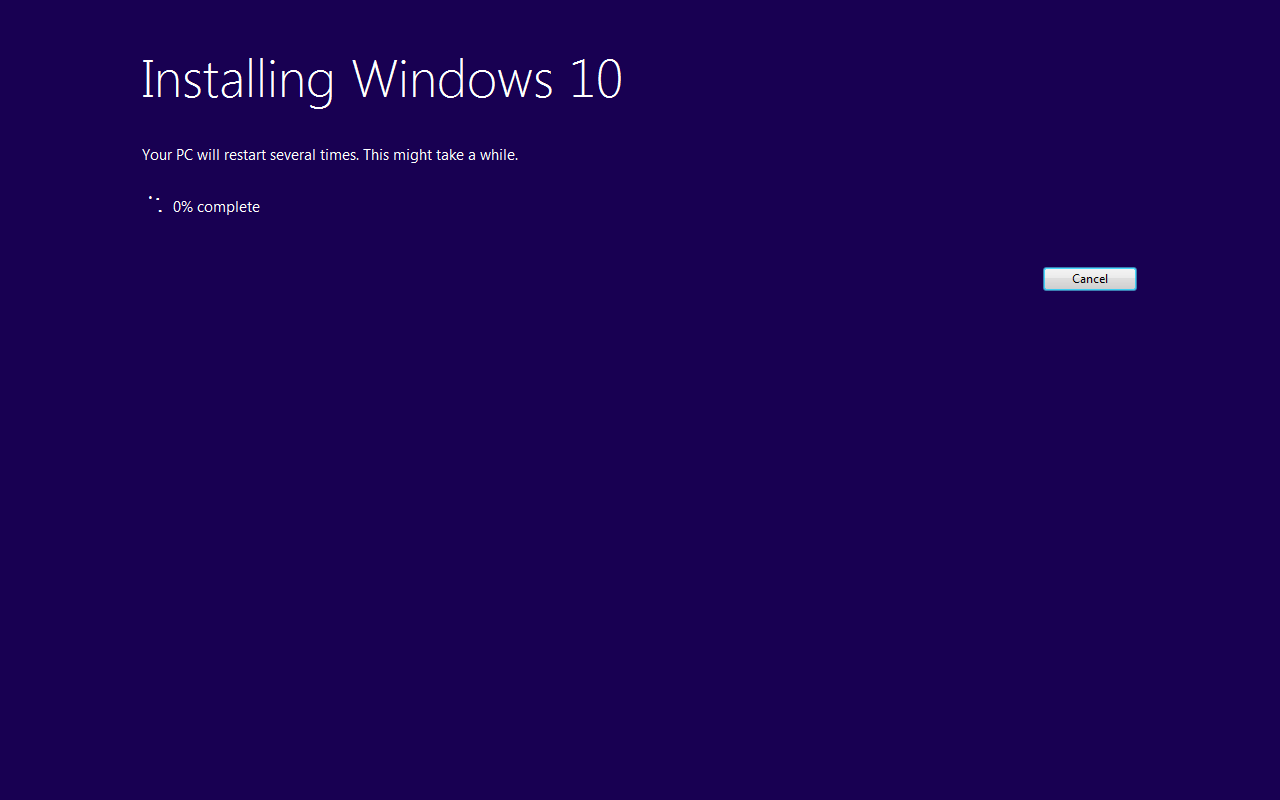 Installing Windows 10
Your PC will restart several times. This might take a while.
0% complete
Cancel